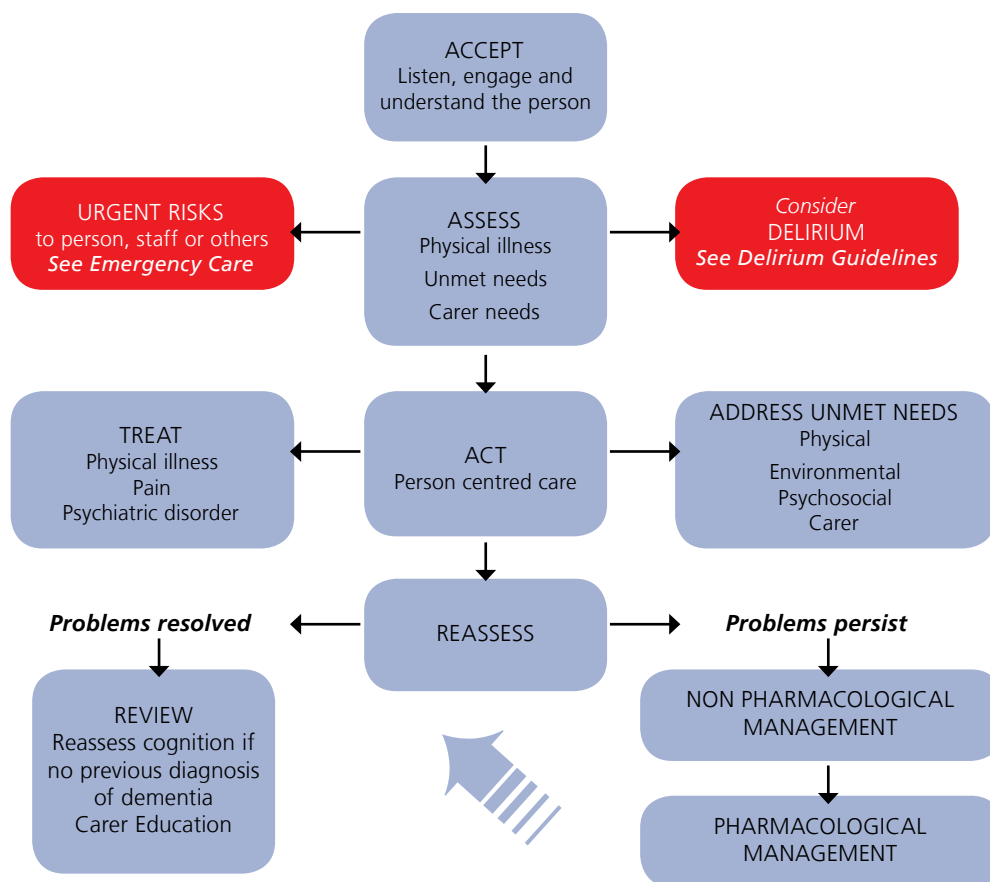 ACCEPT
Listen, engage and
understand the person
URGENT RISKS
to person, staff or others
See Emergency Care
ASSESS
Physical illness
Unmet needs
Carer needs
Consider
DELIRIUM
See Delirium Guidelines
TREAT
Physical illness
Pain
Psychiatric disorder
ACT
Person centred care
ADDRESS UNMET NEEDS
Physical
Environmental
Psychosocial
Carer
Problems resolved
REASSESS
Problems persist
REVIEW
Reassess cognition if
no previous diagnosis
of dementia
Carer Education
NON PHARMACOLOGICAL
MANAGEMENT
PHARMACOLOGICAL
MANAGEMENT